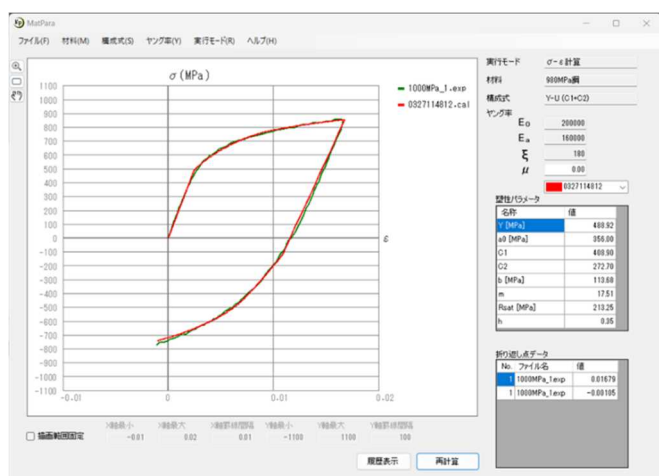 MatPara
ファイル(F) 材料(M) 構成式(S) ヤング率(Y) 実行モード(R) ヘルプ(H)
σ(MPa)
1100
1000
900
800
700
600
500
400
300
200
100
0
-100
-200
-300
-400
-500
-600
-700
-800
-900
-1000
-1100
-0.01 0 0.01 0.02
ε
1000MPa_1.exp
0327114812.cal
X軸最小 X軸最大 X軸罫線間隔 Y軸最小 Y軸最大 Y軸罫線間隔
描画範囲固定 -0.01 0.02 0.01 -1100 1100 100
履歴表示 再計算
実行モード σ-ε計算
材料 980MPa鋼
構成式 Y-U(C1+C2)
ヤング率
E0 200000
Ea 160000
ξ 180
μ 0.00
0327114812
塑性パラメータ
名称 値
Y [MPa] 488.92
a0 [MPa] 356.00
C1 408.90
C2 272.70
b [MPa] 113.60
m 17.51
Rsat [MPa] 213.25
h 0.35
折り返し点データ
No. ファイル名 値
1 1000MPa_1.exp 0.01679
1 1000MPa_1.exp -0.00105